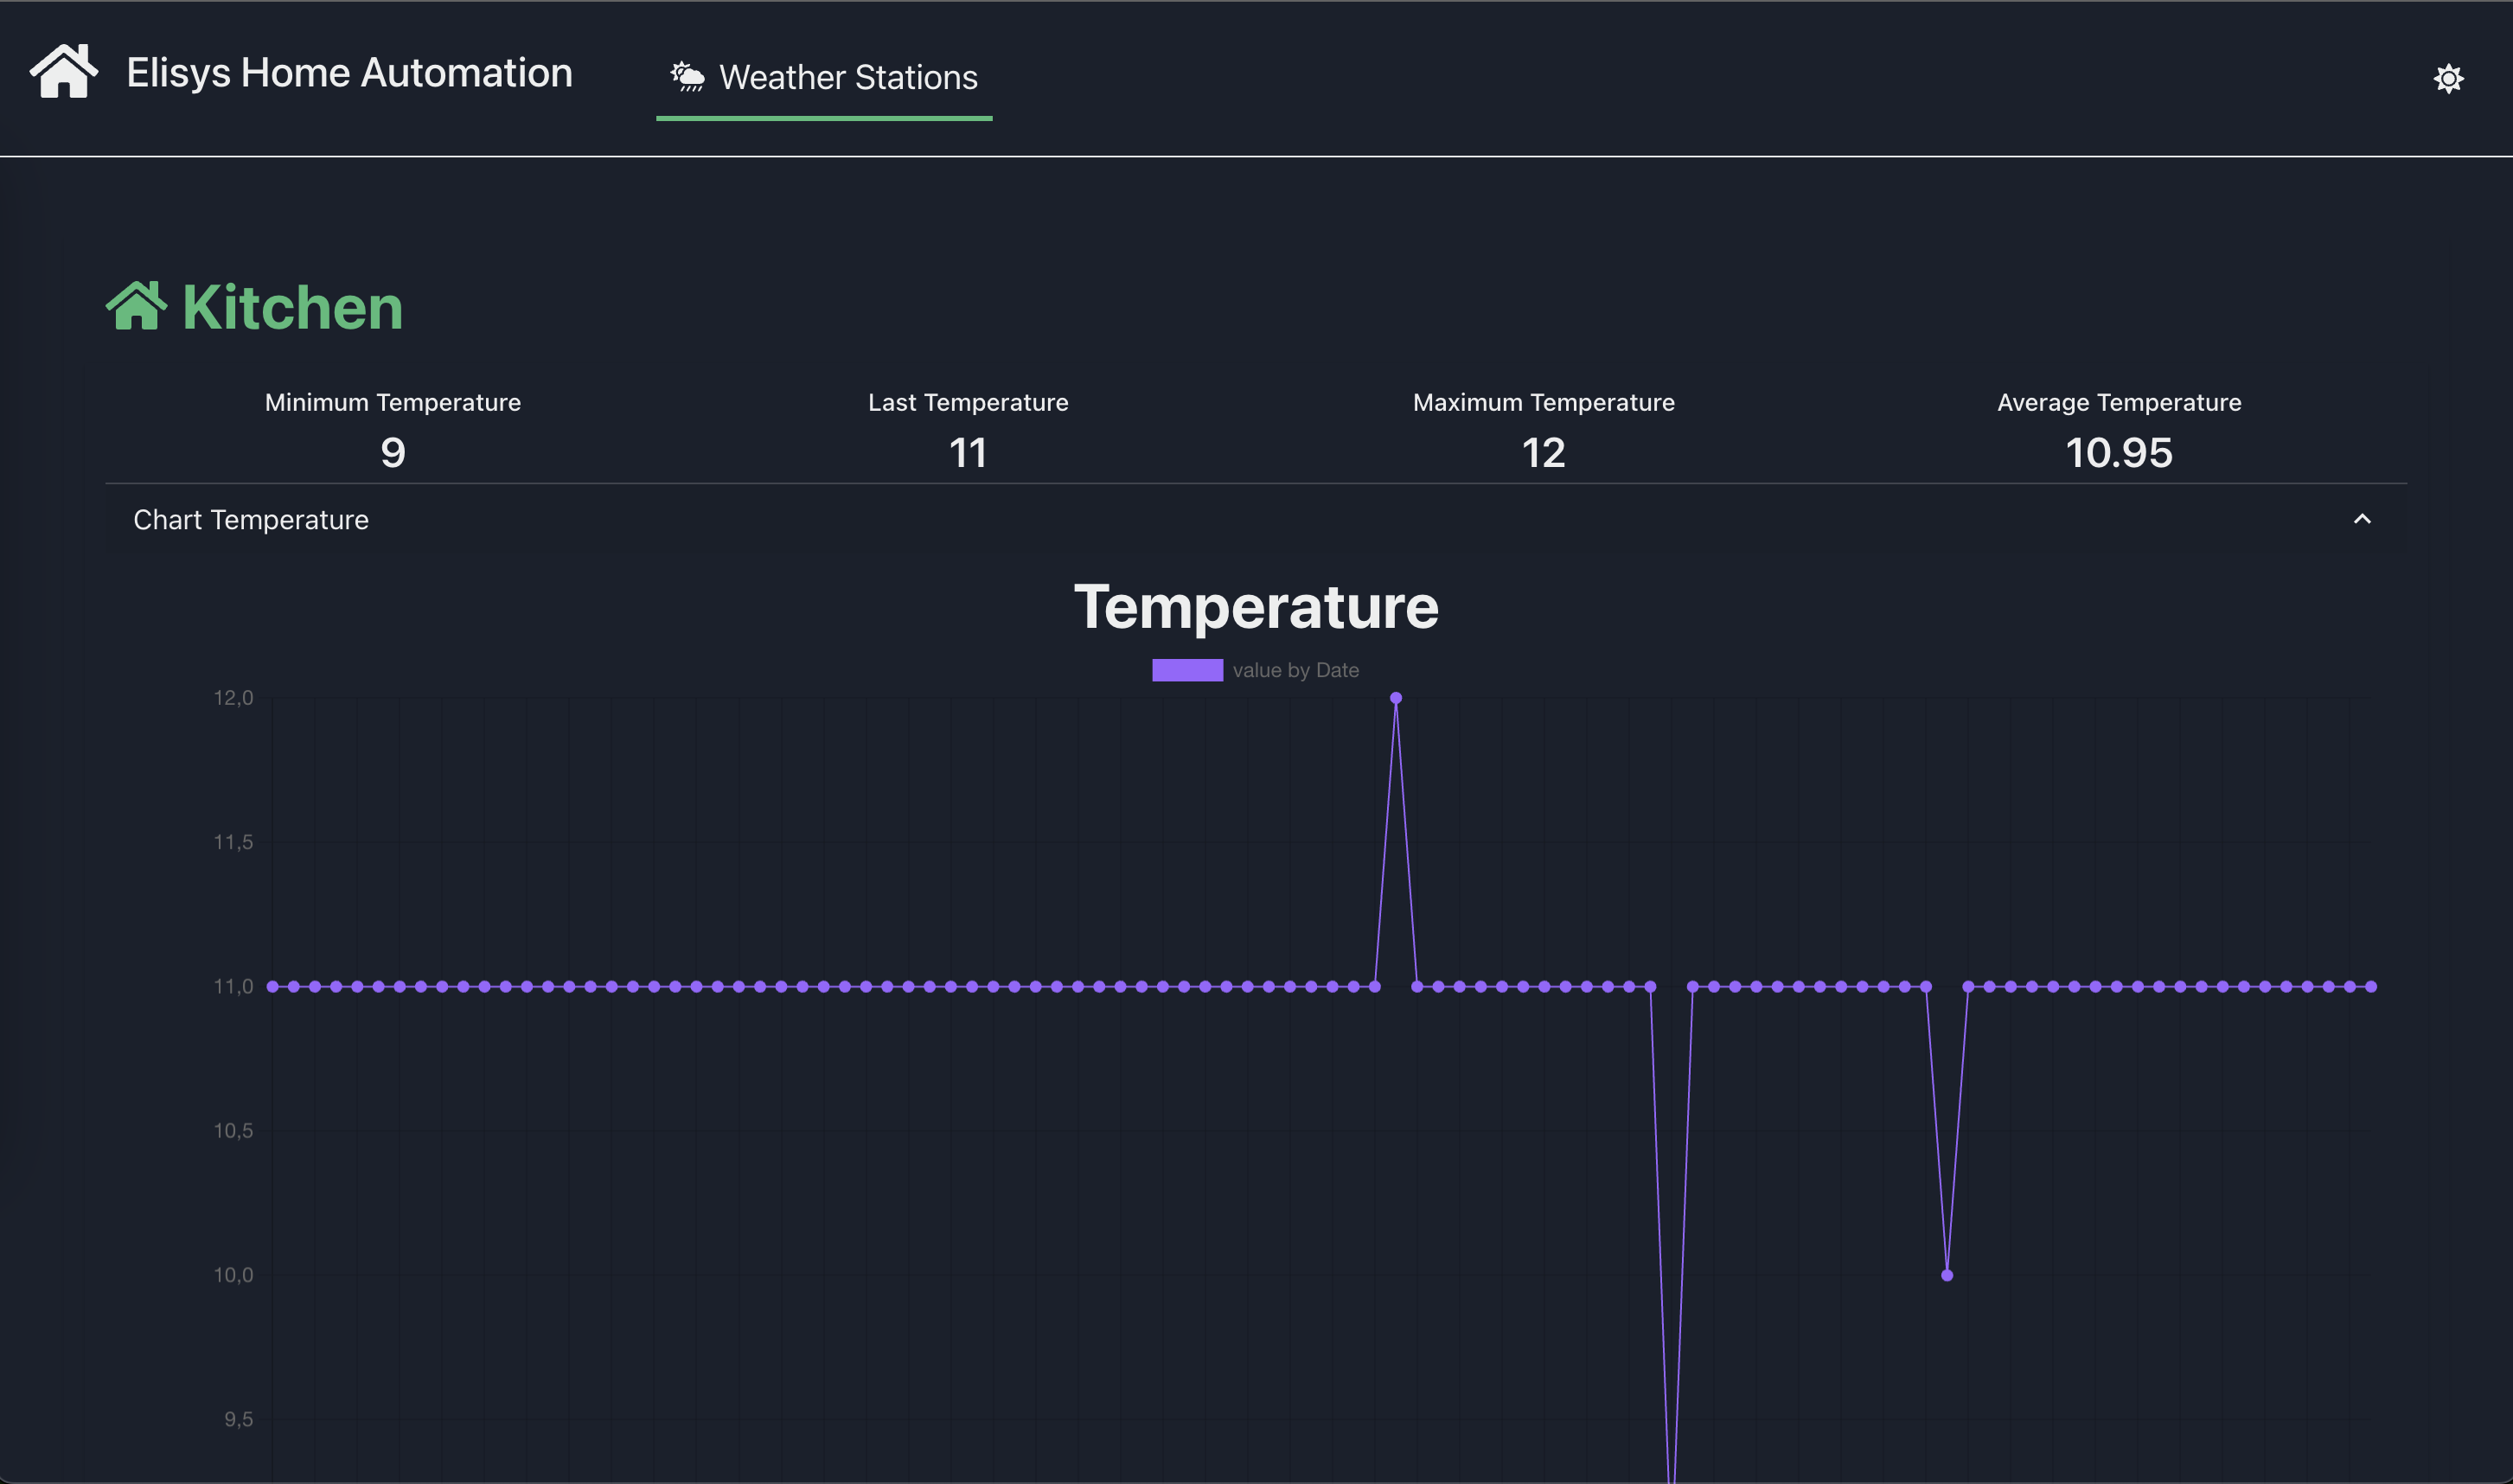 Elisys Home Automation
Weather Stations
Kitchen
Minimum Temperature
9
Last Temperature
11
Maximum Temperature
12
Average Temperature
10.95
Chart Temperature
Temperature
value by Date
12,0
11,5
11,0
10,5
10,0
9,5